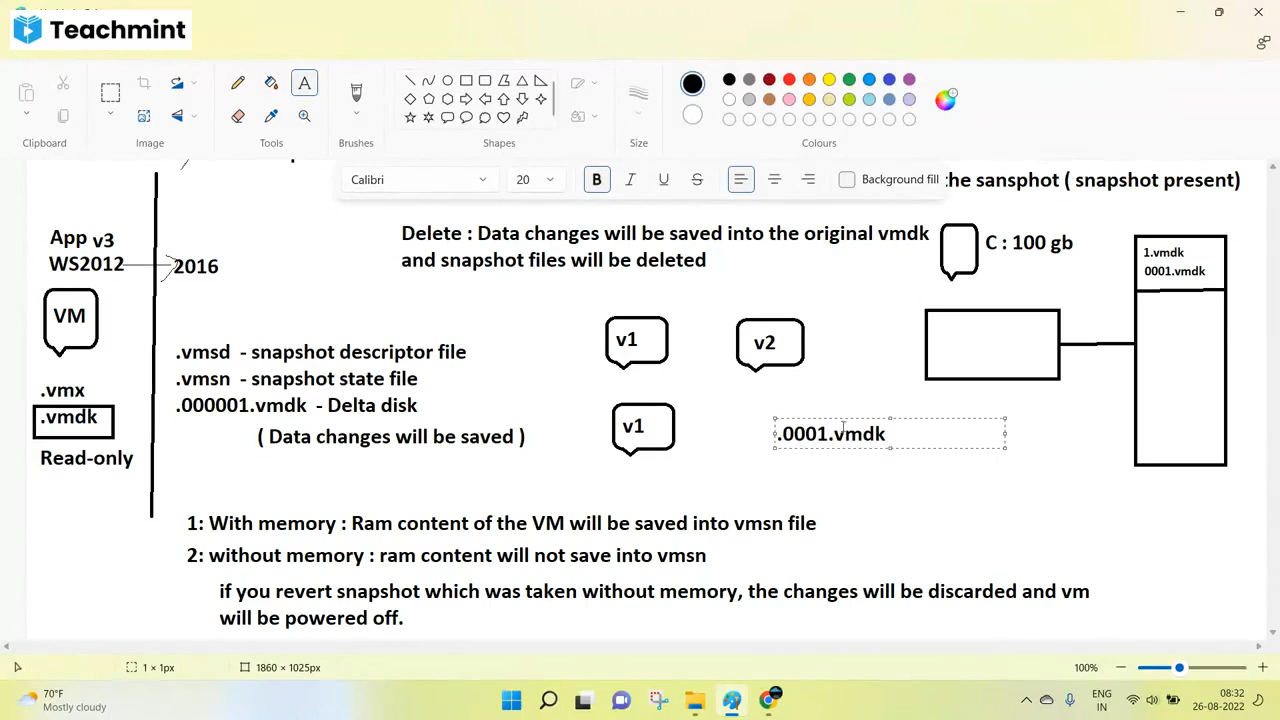 Teachmint
Clipboard
Image
Tools
Brushes
Shapes
Size
Colours
Calibri
20
B
I
U
Background fill
the sansphot ( snapshot present)
App v3
WS2012
2016
Delete : Data changes will be saved into the original vmdk
and snapshot files will be deleted
C : 100 gb
1.vmdk
0001.vmdk
VM
v1
v2
.vmsd - snapshot descriptor file
.vmsn - snapshot state file
.000001.vmdk - Delta disk
( Data changes will be saved )
.vmx
.vmdk
Read-only
v1
.0001.vmdk
1: With memory : Ram content of the VM will be saved into vmsn file
2: without memory : ram content will not save into vmsn
if you revert snapshot which was taken without memory, the changes will be discarded and vm
will be powered off.
1 × 1px
1860 × 1025px
100%
70°F
Mostly cloudy
ENG
IN
08:32
26-08-2022